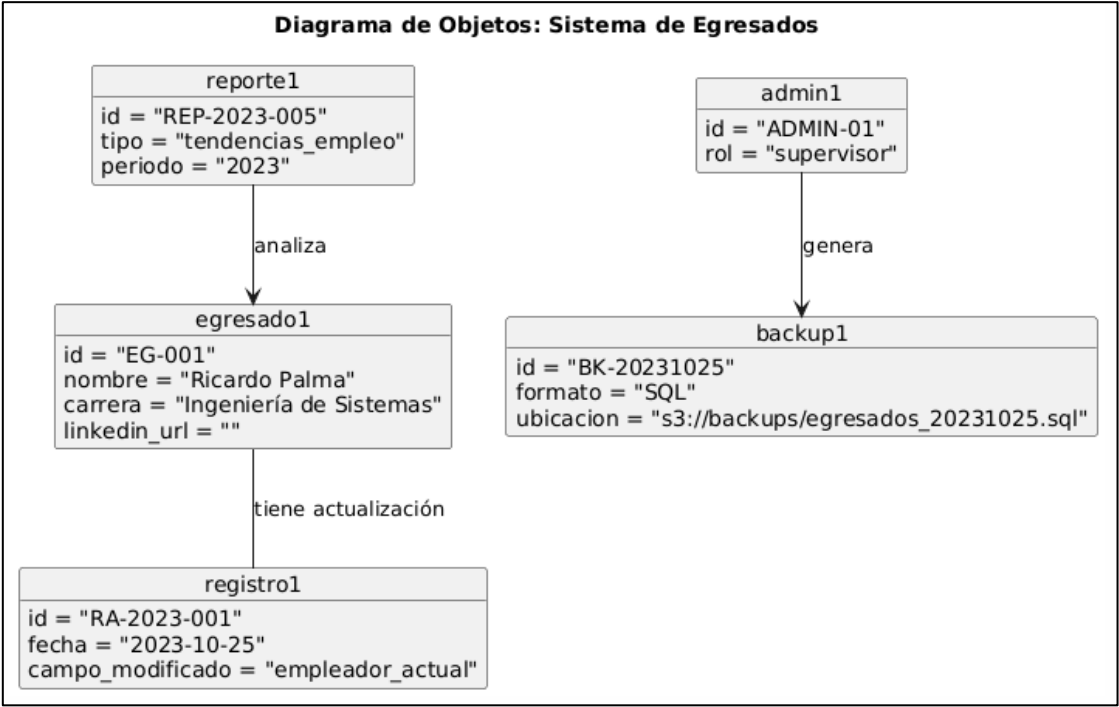 Diagrama de Objetos: Sistema de Egresados
reporte1
id = "REP-2023-005"
tipo = "tendencias_empleo"
periodo = "2023"
admin1
id = "ADMIN-01"
rol = "supervisor"
analiza
genera
egresado1
id = "EG-001"
nombre = "Ricardo Palma"
carrera = "Ingeniería de Sistemas"
linkedin_url = ""
backup1
id = "BK-20231025"
formato = "SQL"
ubicacion = "s3://backups/egresados_20231025.sql"
tiene actualización
registro1
id = "RA-2023-001"
fecha = "2023-10-25"
campo_modificado = "empleador_actual"